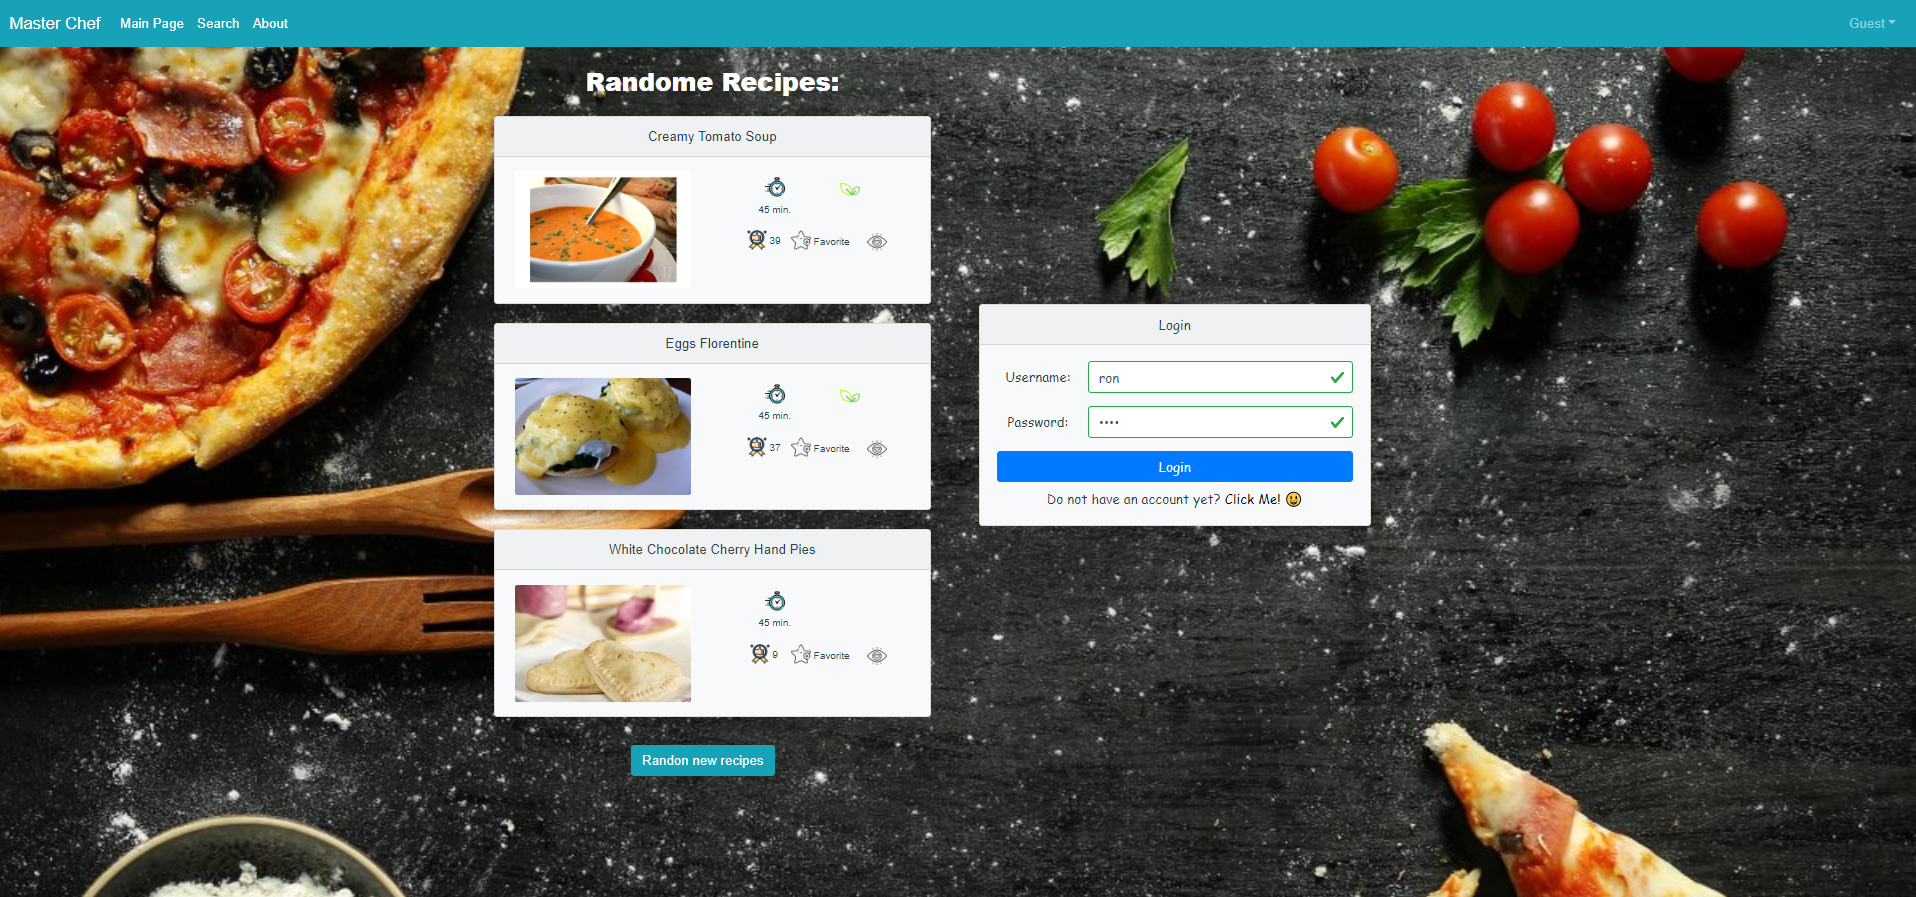 Master Chef Main Page Search About Guest
Randome Recipes:
Creamy Tomato Soup
45 min.
39 Favorite
Eggs Florentine
45 min.
37 Favorite
White Chocolate Cherry Hand Pies
45 min.
9 Favorite
Randon new recipes
Login
Username: ron
Password: ••••
Login
Do not have an account yet? Click Me!